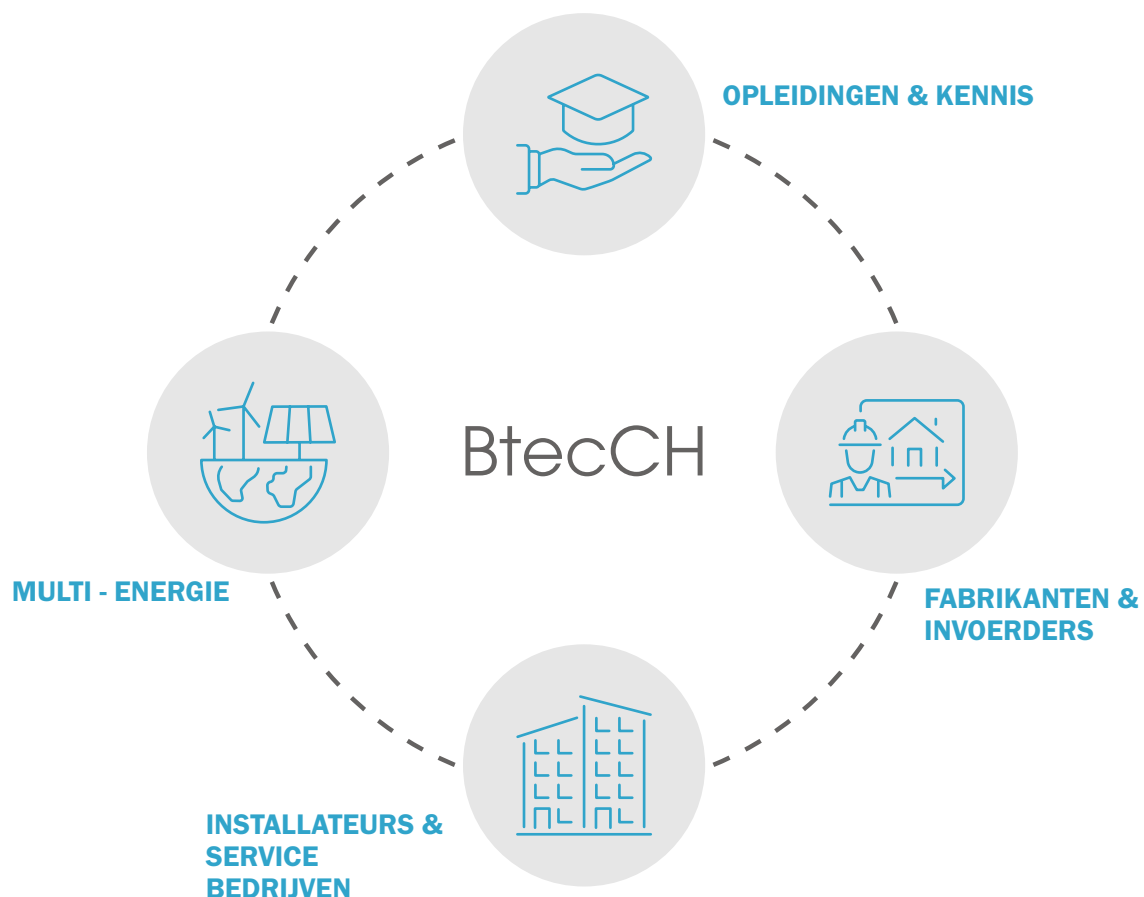 OPLEIDINGEN & KENNIS
BtecCH
MULTI - ENERGIE
FABRIKANTEN &
INVOERDERS
INSTALLATEURS &
SERVICE
BEDRIJVEN